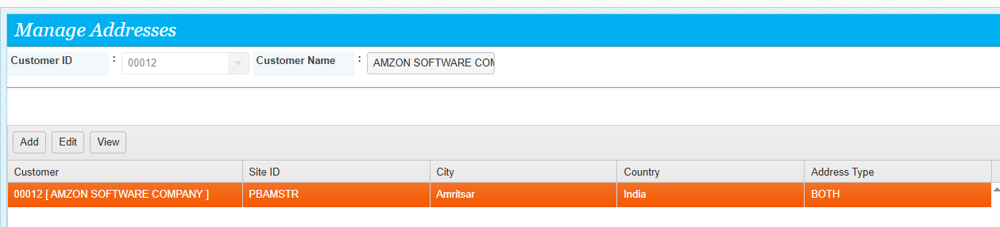 Manage Addresses
Customer ID : 00012 Customer Name : AMZON SOFTWARE COM
Add Edit View
Customer Site ID City Country Address Type
00012 [ AMZON SOFTWARE COMPANY ] PBAMSTR Amritsar India BOTH